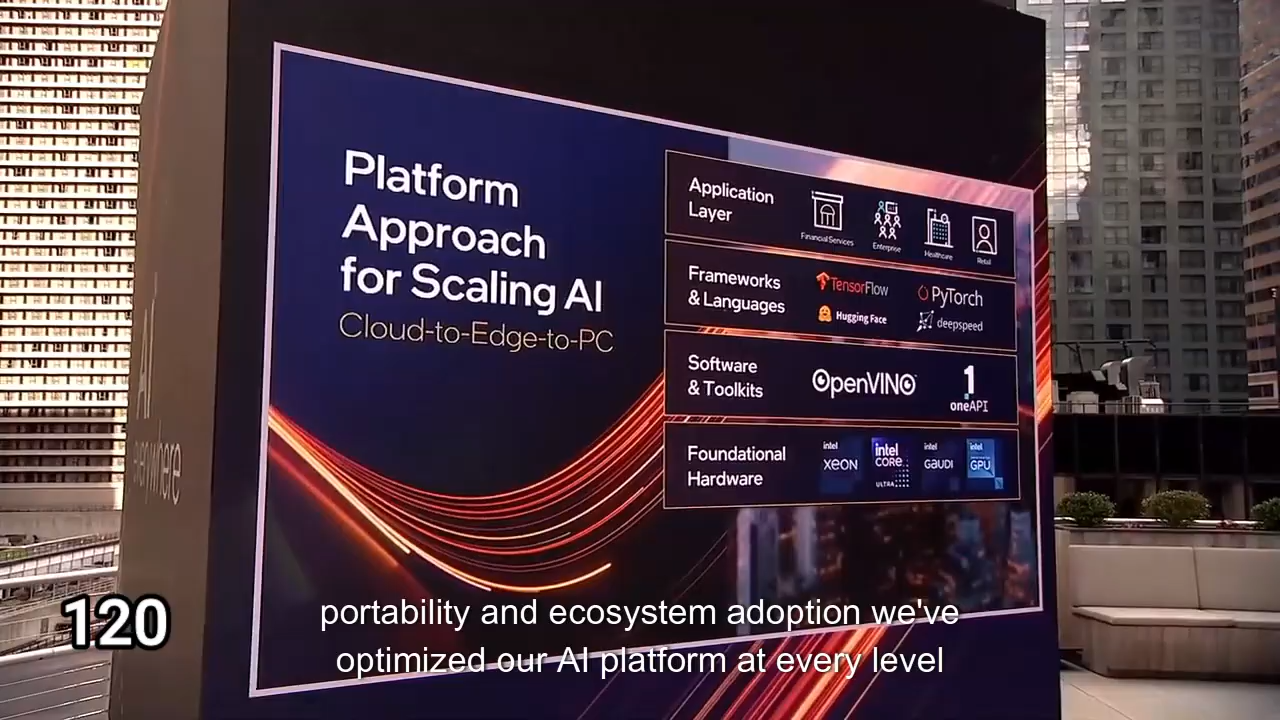 Platform
Approach
for Scaling AI
Cloud-to-Edge-to-PC
Application
Layer
Financial Services
Enterprise
Healthcare
Retail
Frameworks
& Languages
TensorFlow
PyTorch
Hugging Face
deepspeed
Software
& Toolkits
OpenVINO
1
oneAPI
Foundational
Hardware
intel
XEON
intel
CORE
ULTRA
intel
GAUDI
intel
GPU
AI
everywhere
120
portability and ecosystem adoption we've
optimized our AI platform at every level